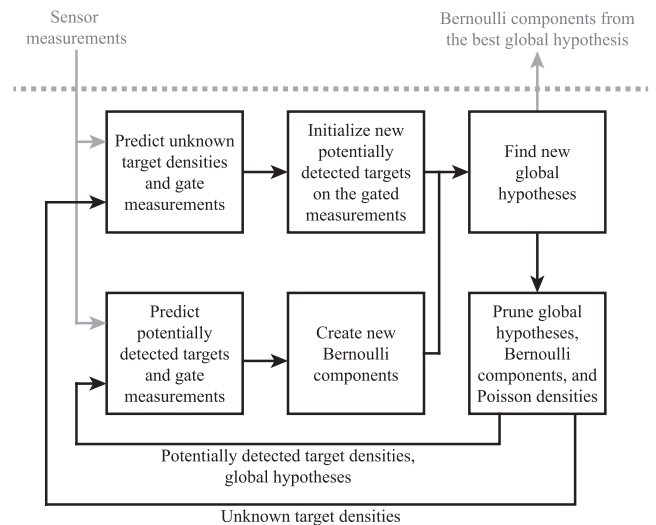 Sensor
measurements
Bernoulli components from
the best global hypothesis
Predict unknown
target densities
and gate
measurements
Initialize new
potentially
detected targets
on the gated
measurements
Find new
global
hypotheses
Predict
potentially
detected targets
and gate
measurements
Create new
Bernoulli
components
Prune global
hypotheses,
Bernoulli
components, and
Poisson densities
Potentially detected target densities,
global hypotheses
Unknown target densities